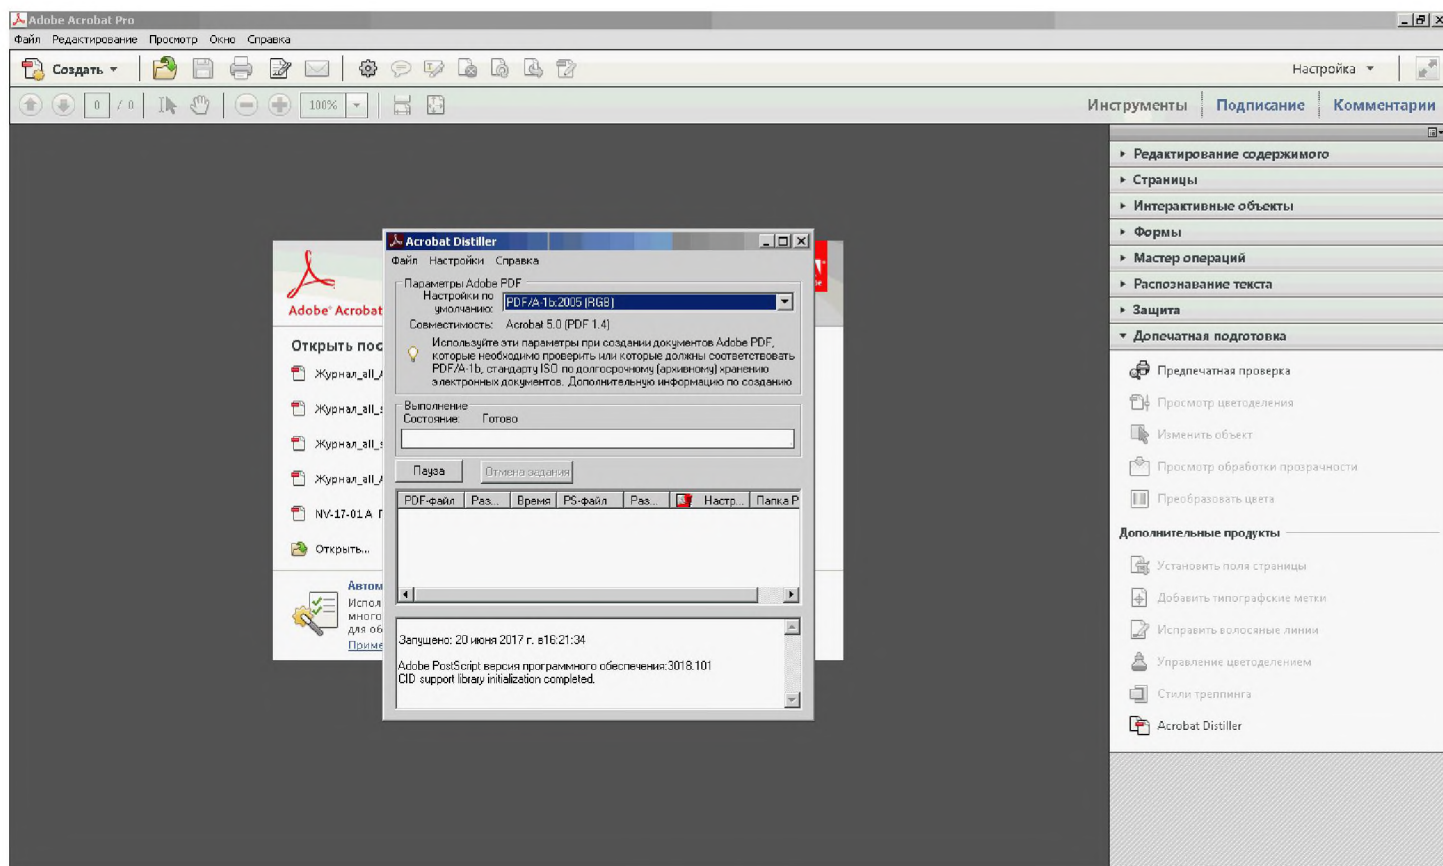 Adobe Acrobat Pro
Файл Редактирование Просмотр Окно Справка
Создать
Настройка
0 / 0
100%
Инструменты Подписание Комментарии
Редактирование содержимого
Страницы
Интерактивные объекты
Формы
Мастер операций
Распознавание текста
Защита
Допечатная подготовка
Предпечатная проверка
Просмотр цветоделения
Изменить объект
Просмотр обработки прозрачности
Преобразовать цвета
Дополнительные продукты
Установить поля страницы
Добавить типографские метки
Исправить волосяные линии
Управление цветоделением
Стили треппинга
Acrobat Distiller
Adobe® Acrobat
Открыть пос
Журнал_all_
Журнал_all_
Журнал_all_
Журнал_all_
NV-17-01.A
Открыть...
Автом
Испол
много
для об
Приме
Acrobat Distiller
Файл Настройки Справка
Параметры Adobe PDF
Настройки по
умолчанию:
PDF/A-1b:2005 (RGB)
Совместимость: Acrobat 5.0 (PDF 1.4)
Используйте эти параметры при создании документов Adobe PDF,
которые необходимо проверить или которые должны соответствовать
PDF/A-1b, стандарту ISO по долгосрочному (архивному) хранению
электронных документов. Дополнительную информацию по созданию
Выполнение
Состояние: Готово
Пауза Отмена задания
PDF-файл Раз... Время PS-файл Раз... Настр... Папка P
Запущено: 20 июня 2017 г. в16:21:34
Adobe PostScript версия программного обеспечения:3018.101
CID support library initialization completed.